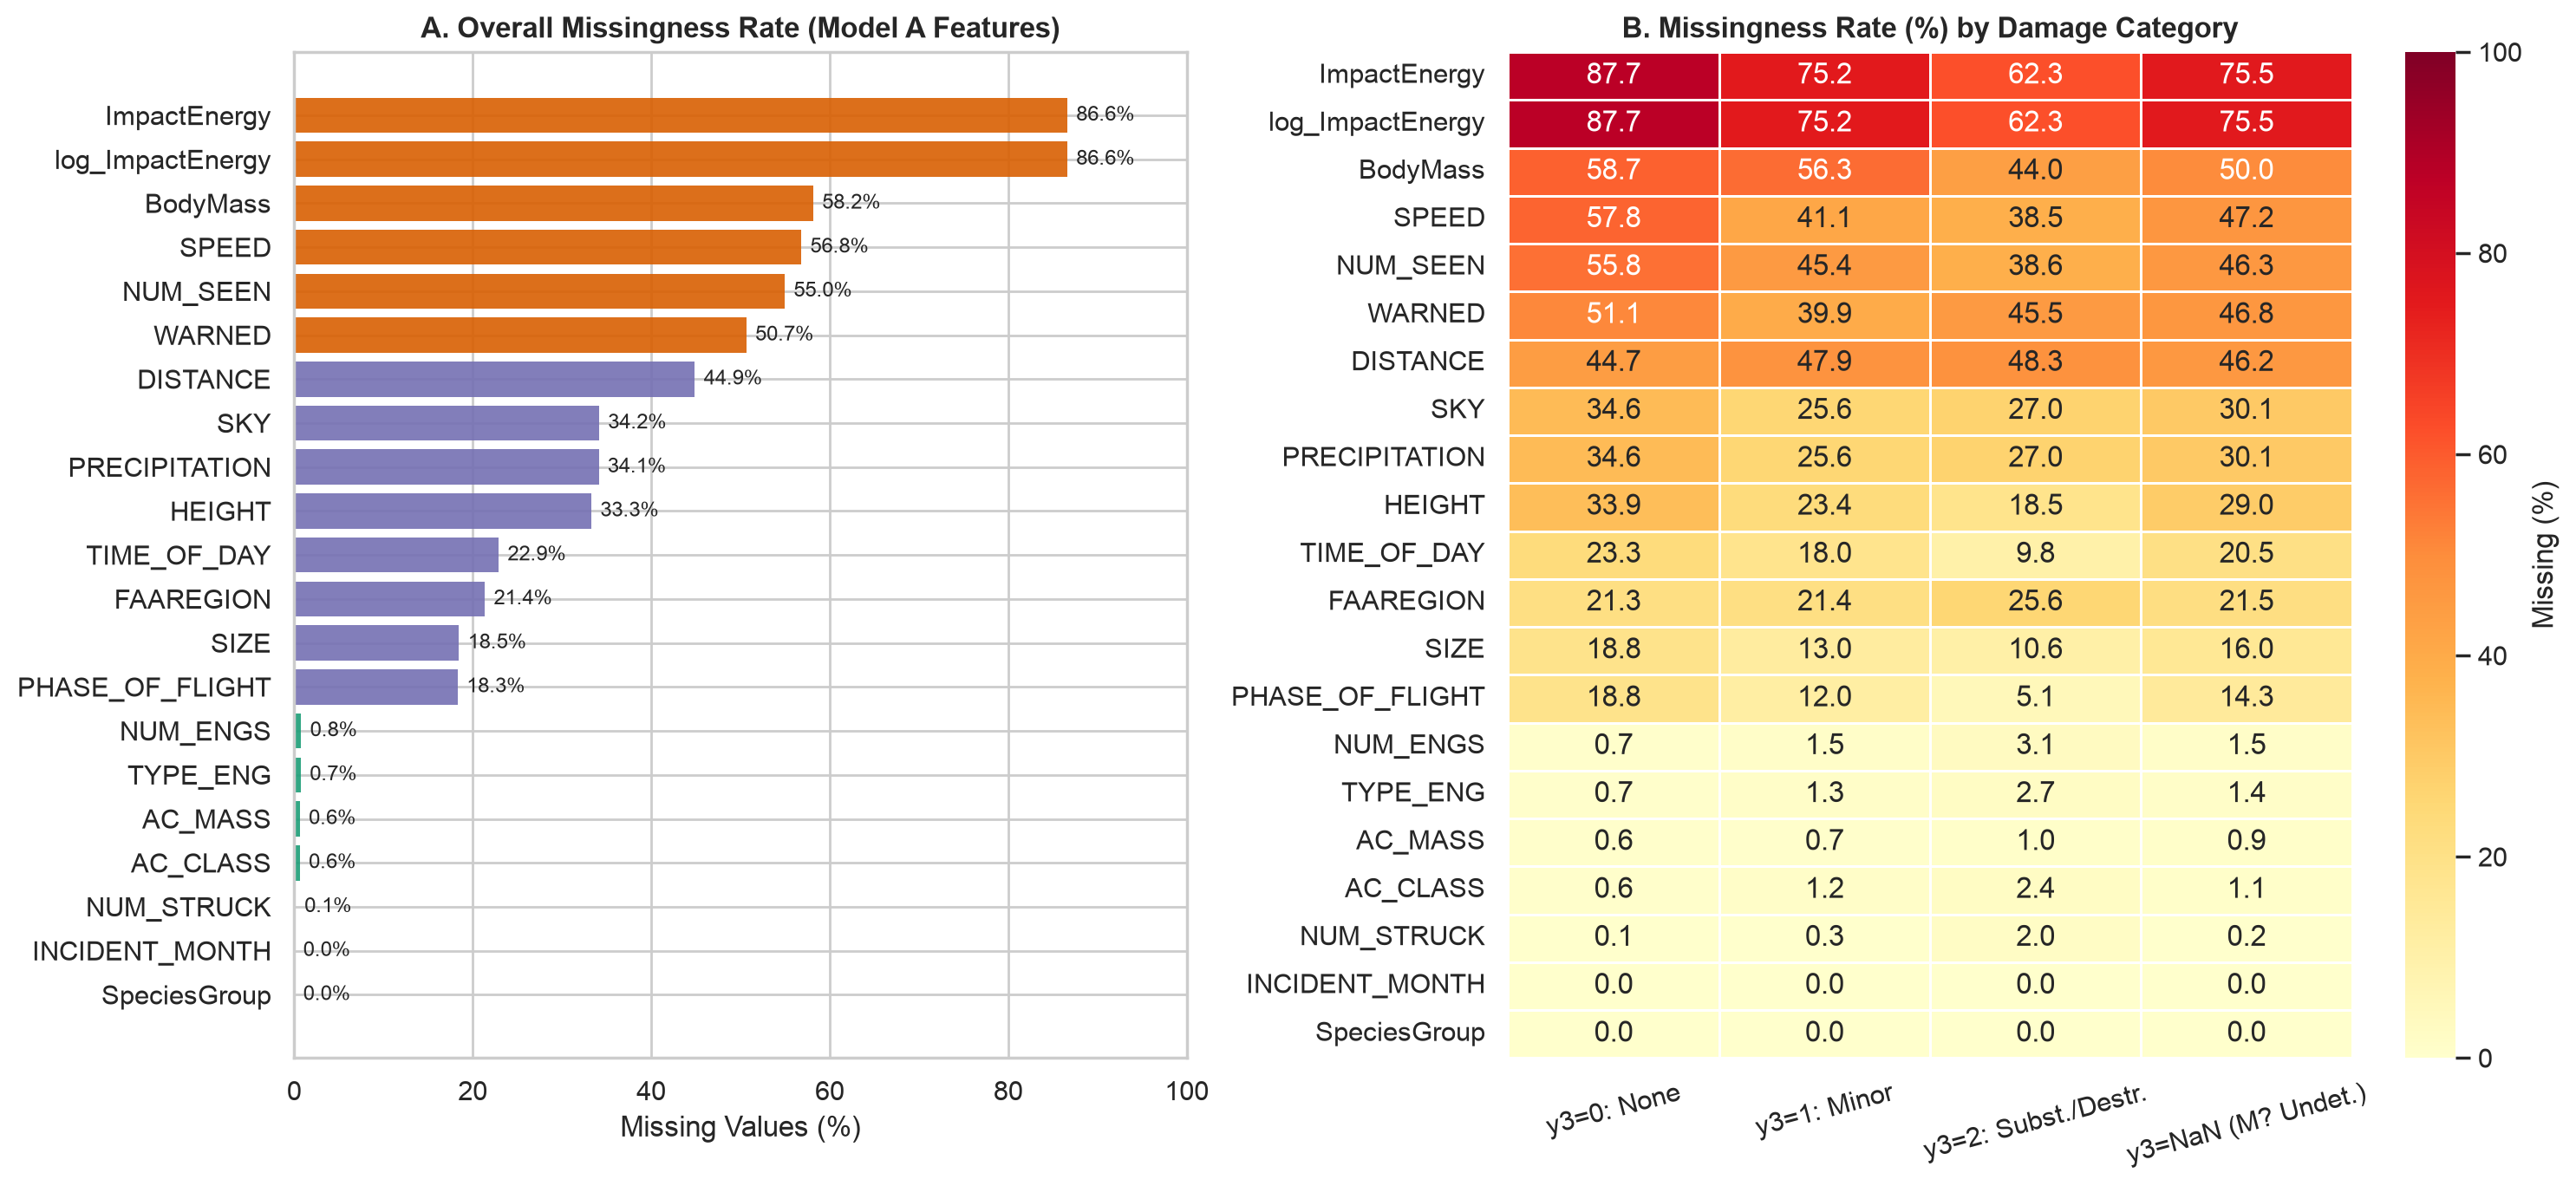 A. Overall Missingness Rate (Model A Features)
ImpactEnergy 86.6%
log_ImpactEnergy 86.6%
BodyMass 58.2%
SPEED 56.8%
NUM_SEEN 55.0%
WARNED 50.7%
DISTANCE 44.9%
SKY 34.2%
PRECIPITATION 34.1%
HEIGHT 33.3%
TIME_OF_DAY 22.9%
FAAREGION 21.4%
SIZE 18.5%
PHASE_OF_FLIGHT 18.3%
NUM_ENGS 0.8%
TYPE_ENG 0.7%
AC_MASS 0.6%
AC_CLASS 0.6%
NUM_STRUCK 0.1%
INCIDENT_MONTH 0.0%
SpeciesGroup 0.0%
0 20 40 60 80 100
Missing Values (%)
B. Missingness Rate (%) by Damage Category
ImpactEnergy 87.7 75.2 62.3 75.5
log_ImpactEnergy 87.7 75.2 62.3 75.5
BodyMass 58.7 56.3 44.0 50.0
SPEED 57.8 41.1 38.5 47.2
NUM_SEEN 55.8 45.4 38.6 46.3
WARNED 51.1 39.9 45.5 46.8
DISTANCE 44.7 47.9 48.3 46.2
SKY 34.6 25.6 27.0 30.1
PRECIPITATION 34.6 25.6 27.0 30.1
HEIGHT 33.9 23.4 18.5 29.0
TIME_OF_DAY 23.3 18.0 9.8 20.5
FAAREGION 21.3 21.4 25.6 21.5
SIZE 18.8 13.0 10.6 16.0
PHASE_OF_FLIGHT 18.8 12.0 5.1 14.3
NUM_ENGS 0.7 1.5 3.1 1.5
TYPE_ENG 0.7 1.3 2.7 1.4
AC_MASS 0.6 0.7 1.0 0.9
AC_CLASS 0.6 1.2 2.4 1.1
NUM_STRUCK 0.1 0.3 2.0 0.2
INCIDENT_MONTH 0.0 0.0 0.0 0.0
SpeciesGroup 0.0 0.0 0.0 0.0
y3=0: None y3=1: Minor y3=2: Subst./Destr. y3=NaN (M? Undet.)
100
80
60
40
20
0
Missing (%)